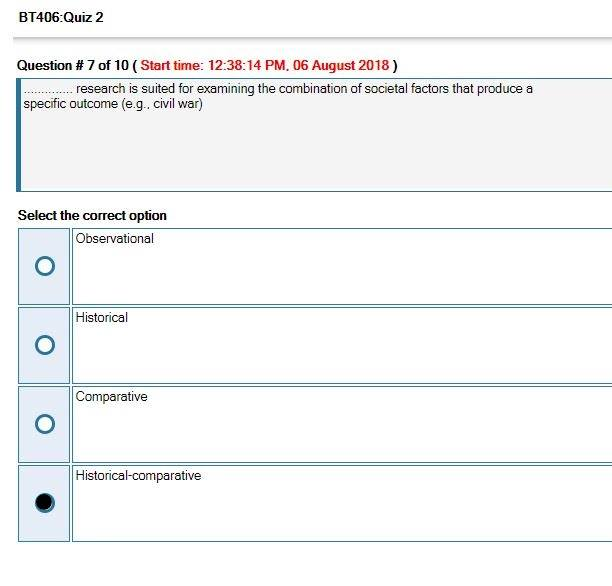 BT406:Quiz 2
Question # 7 of 10 ( Start time: 12:38:14 PM, 06 August 2018 )
.............. research is suited for examining the combination of societal factors that produce a
specific outcome (e.g., civil war)
Select the correct option
Observational
Historical
Comparative
Historical-comparative